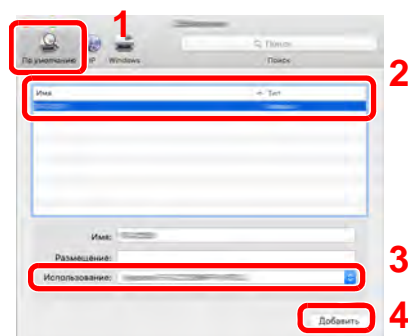 1
Поиск
По умолчанию IP Windows Поиск
2
Имя Тип
Имя:
Размещение:
Использование:
3
Добавить
4